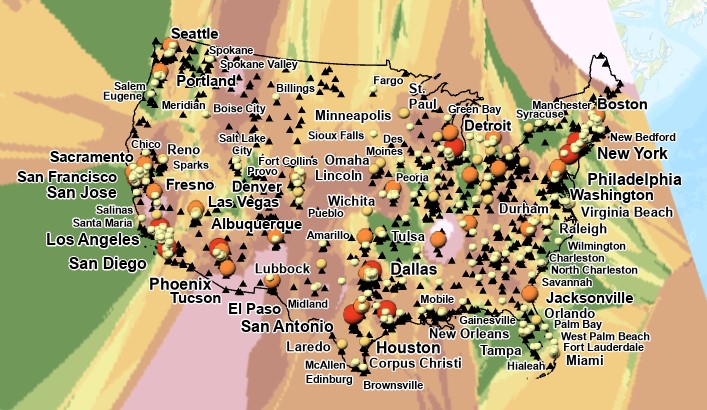 Seattle
Spokane
Spokane Valley
Portland
Salem
Eugene
Meridian
Boise City
Billings
Fargo
St.
Paul
Minneapolis
Green Bay
Manchester
Boston
Syracuse
Detroit
New Bedford
New York
Chico
Reno
Salt Lake
City
Sioux Falls
Des
Moines
Sacramento
Sparks
Fort Collins
Provo
Omaha
Lincoln
Peoria
San Francisco
San Jose
Fresno
Denver
Philadelphia
Washington
Salinas
Las Vegas
Pueblo
Wichita
Durham
Virginia Beach
Santa Maria
Albuquerque
Raleigh
Los Angeles
Amarillo
Tulsa
Wilmington
Charleston
San Diego
Lubbock
Dallas
North Charleston
Savannah
Phoenix
Tucson
Midland
Mobile
Jacksonville
El Paso
Gainesville
Orlando
San Antonio
New Orleans
Palm Bay
West Palm Beach
Laredo
Houston
Tampa
Fort Lauderdale
McAllen
Corpus Christi
Hialeah
Miami
Edinburg
Brownsville